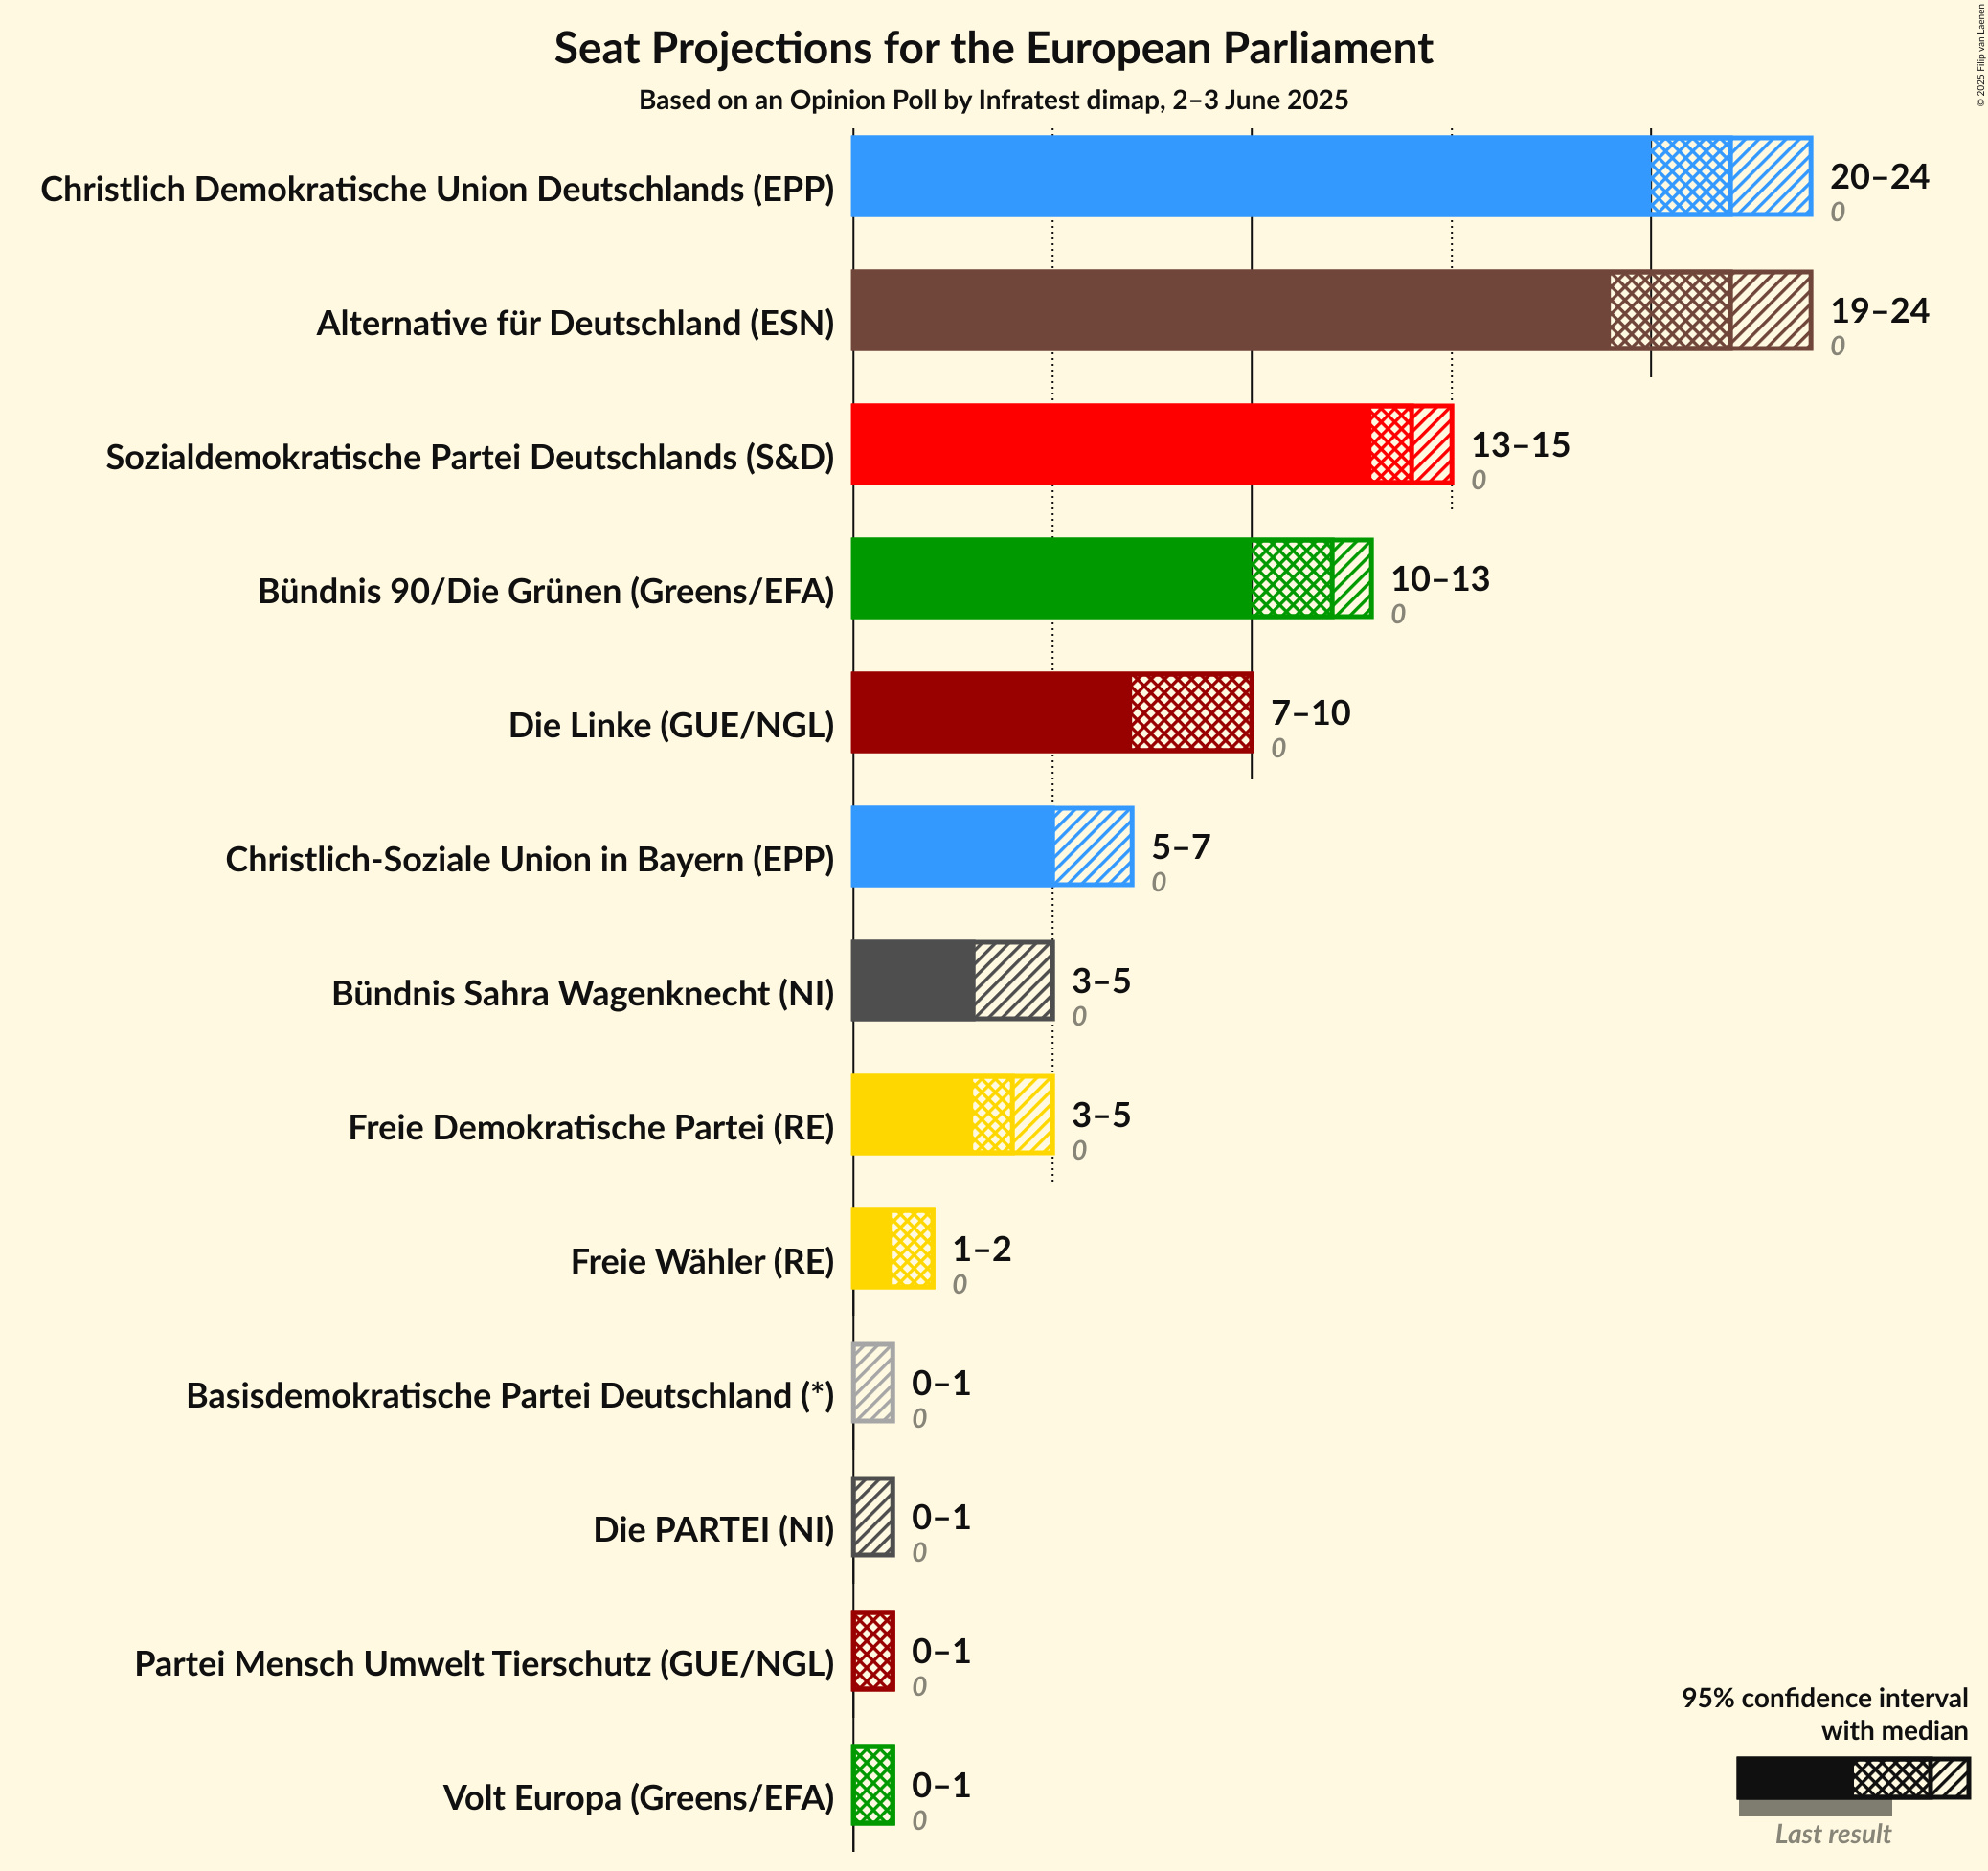 Seat Projections for the European Parliament
Based on an Opinion Poll by Infratest dimap, 2–3 June 2025
© 2025 Filip van Laenen
Christlich Demokratische Union Deutschlands (EPP)
20–24
0
Alternative für Deutschland (ESN)
19–24
0
Sozialdemokratische Partei Deutschlands (S&D)
13–15
0
Bündnis 90/Die Grünen (Greens/EFA)
10–13
0
Die Linke (GUE/NGL)
7–10
0
Christlich-Soziale Union in Bayern (EPP)
5–7
0
Bündnis Sahra Wagenknecht (NI)
3–5
0
Freie Demokratische Partei (RE)
3–5
0
Freie Wähler (RE)
1–2
0
Basisdemokratische Partei Deutschland (*)
0–1
0
Die PARTEI (NI)
0–1
0
Partei Mensch Umwelt Tierschutz (GUE/NGL)
0–1
0
Volt Europa (Greens/EFA)
0–1
0
95% confidence interval
with median
Last result